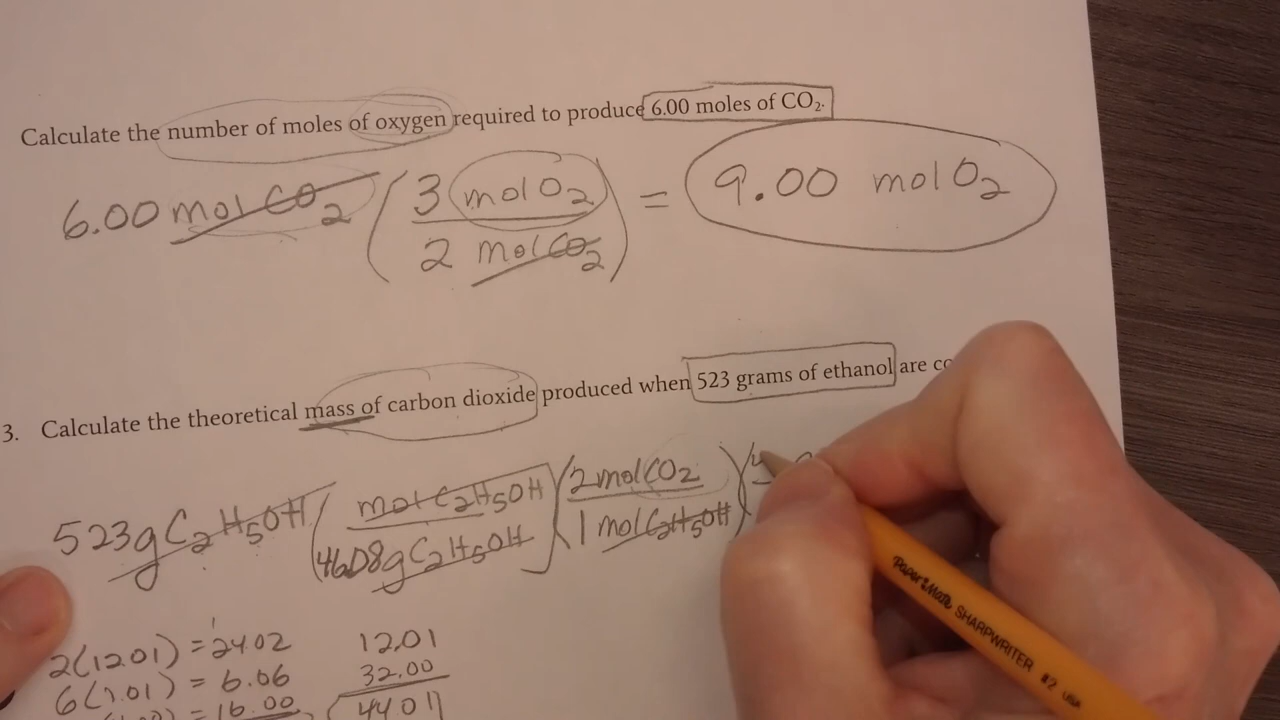 Calculate the number of moles of oxygen required to produce 6.00 moles of CO₂.
6.00 mol CO₂ ( 3 mol O₂ / 2 mol CO₂ ) = 9.00 mol O₂
3. Calculate the theoretical mass of carbon dioxide produced when 523 grams of ethanol are
523g C₂H₅OH ( mol C₂H₅OH / 46.08g C₂H₅OH ) ( 2 mol CO₂ / 1 mol C₂H₅OH ) (
2(12.01) = 24.02 12.01
6(1.01) = 6.06 32.00
= 16.00 44.01
PaperMate SHARPWRITER #2 USA